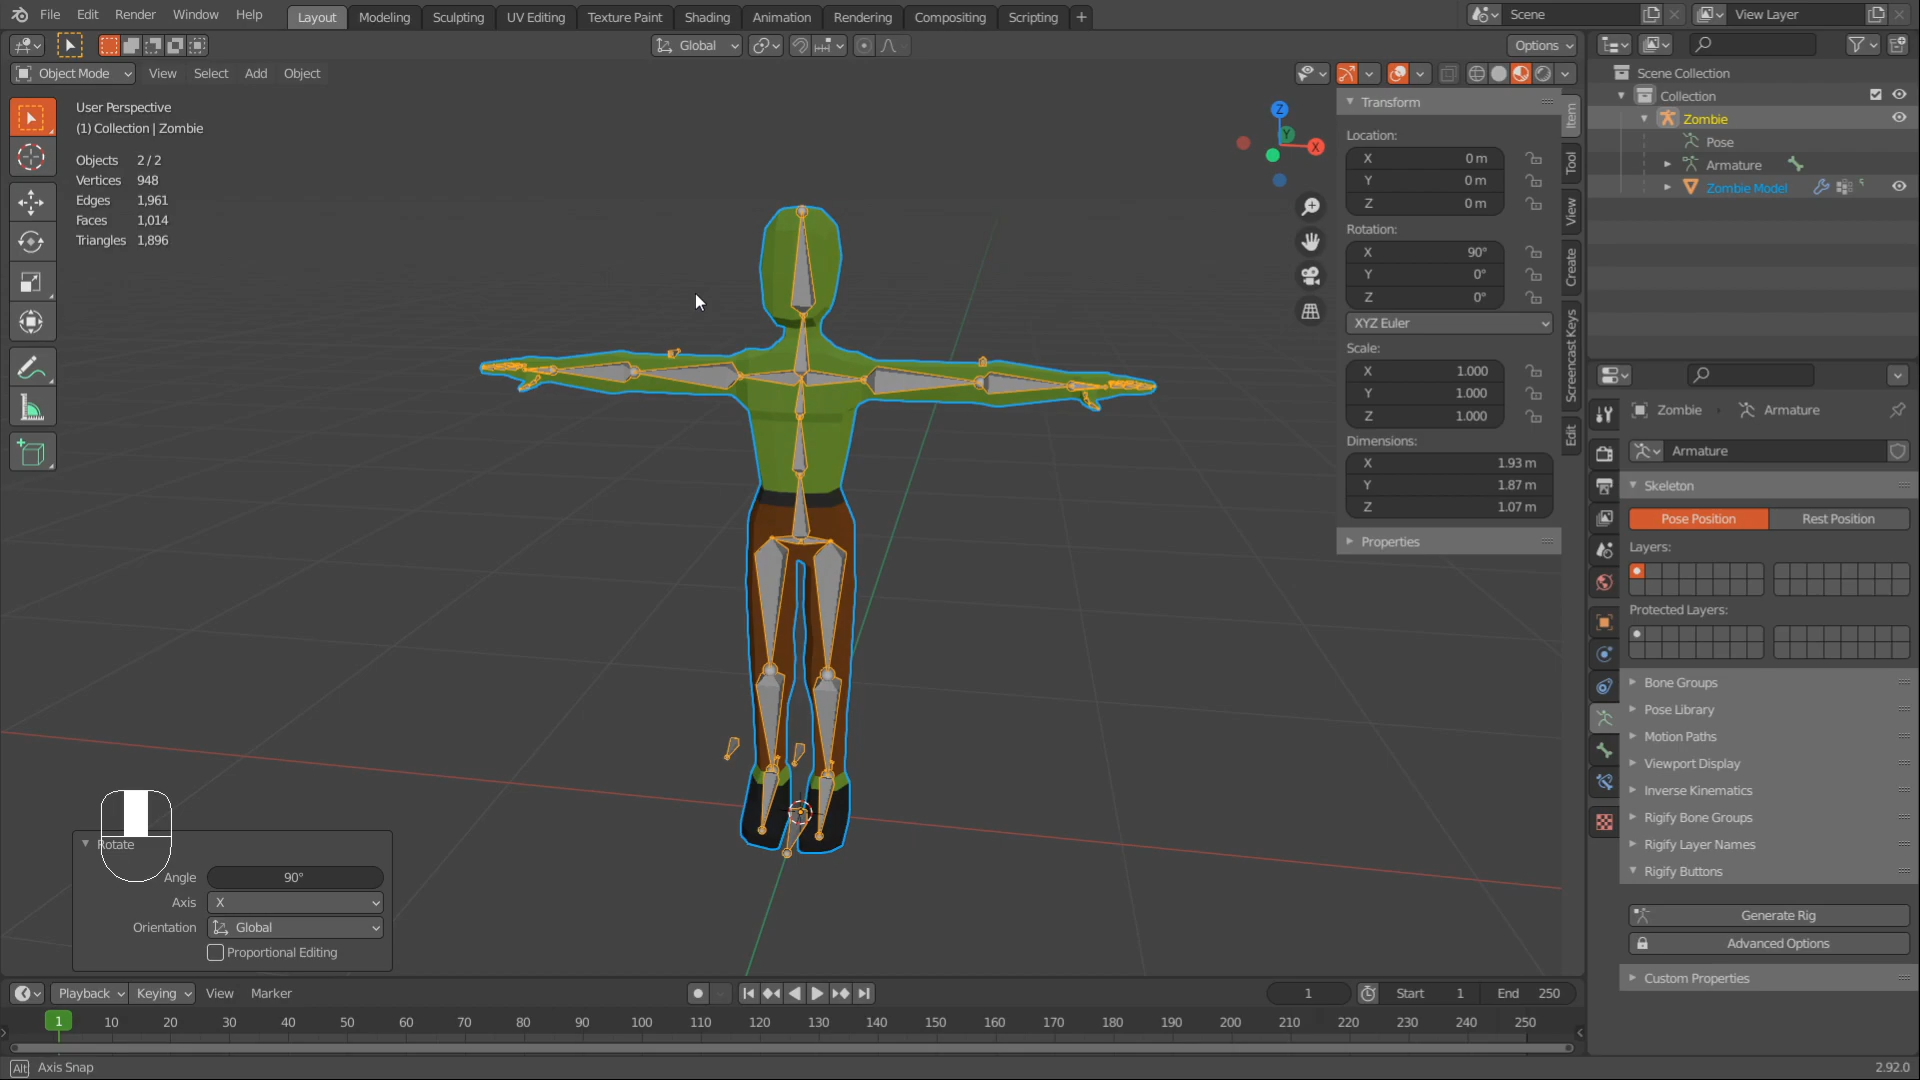 File Edit Render Window Help Layout Modeling Sculpting UV Editing Texture Paint Shading Animation Rendering Compositing Scripting + Scene View Layer
Global Options
Object Mode View Select Add Object
User Perspective
(1) Collection | Zombie
Objects 2 / 2
Vertices 948
Edges 1,961
Faces 1,014
Triangles 1,896
Z
Y
X
Transform
Location:
X 0 m
Y 0 m
Z 0 m
Rotation:
X 90°
Y 0°
Z 0°
XYZ Euler
Scale:
X 1.000
Y 1.000
Z 1.000
Dimensions:
X 1.93 m
Y 1.87 m
Z 1.07 m
Properties
Item
Tool
View
Create
Screencast Keys
Edit
Scene Collection
Collection
Zombie
Pose
Armature
Zombie Model
Zombie Armature
Armature
Skeleton
Pose Position Rest Position
Layers:
Protected Layers:
Bone Groups
Pose Library
Motion Paths
Viewport Display
Inverse Kinematics
Rigify Bone Groups
Rigify Layer Names
Rigify Buttons
Generate Rig
Advanced Options
Custom Properties
Rotate
Angle 90°
Axis X
Orientation Global
Proportional Editing
Playback Keying View Marker 1 Start 1 End 250
1 10 20 30 40 50 60 70 80 90 100 110 120 130 140 150 160 170 180 190 200 210 220 230 240 250
Alt Axis Snap 2.92.0